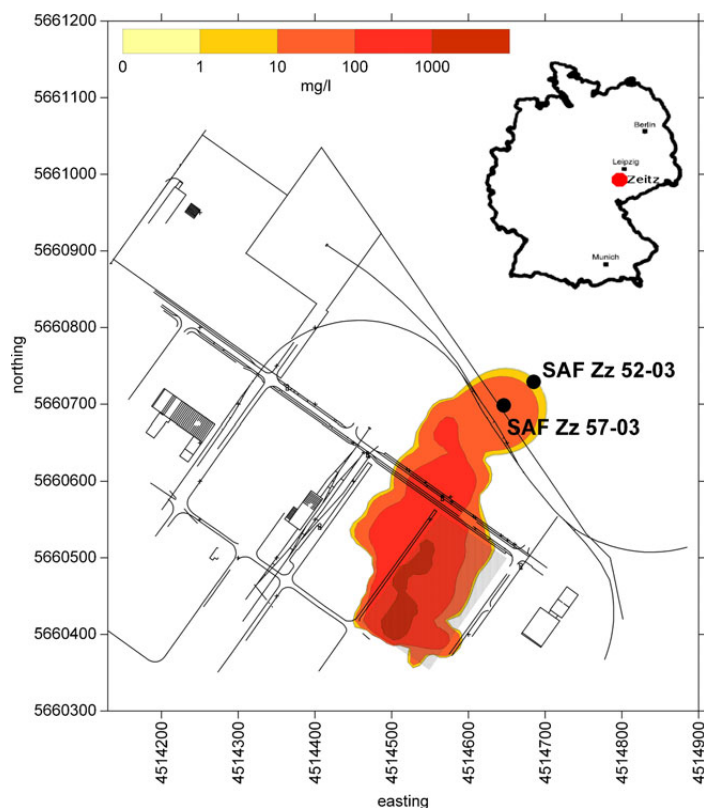 5661200
5661100
5661000
5660900
5660800
5660700
5660600
5660500
5660400
5660300
northing
0 1 10 100 1000
mg/l
Berlin
Leipzig
Zeitz
Munich
SAF Zz 52-03
SAF Zz 57-03
4514200
4514300
4514400
4514500
4514600
4514700
4514800
4514900
easting